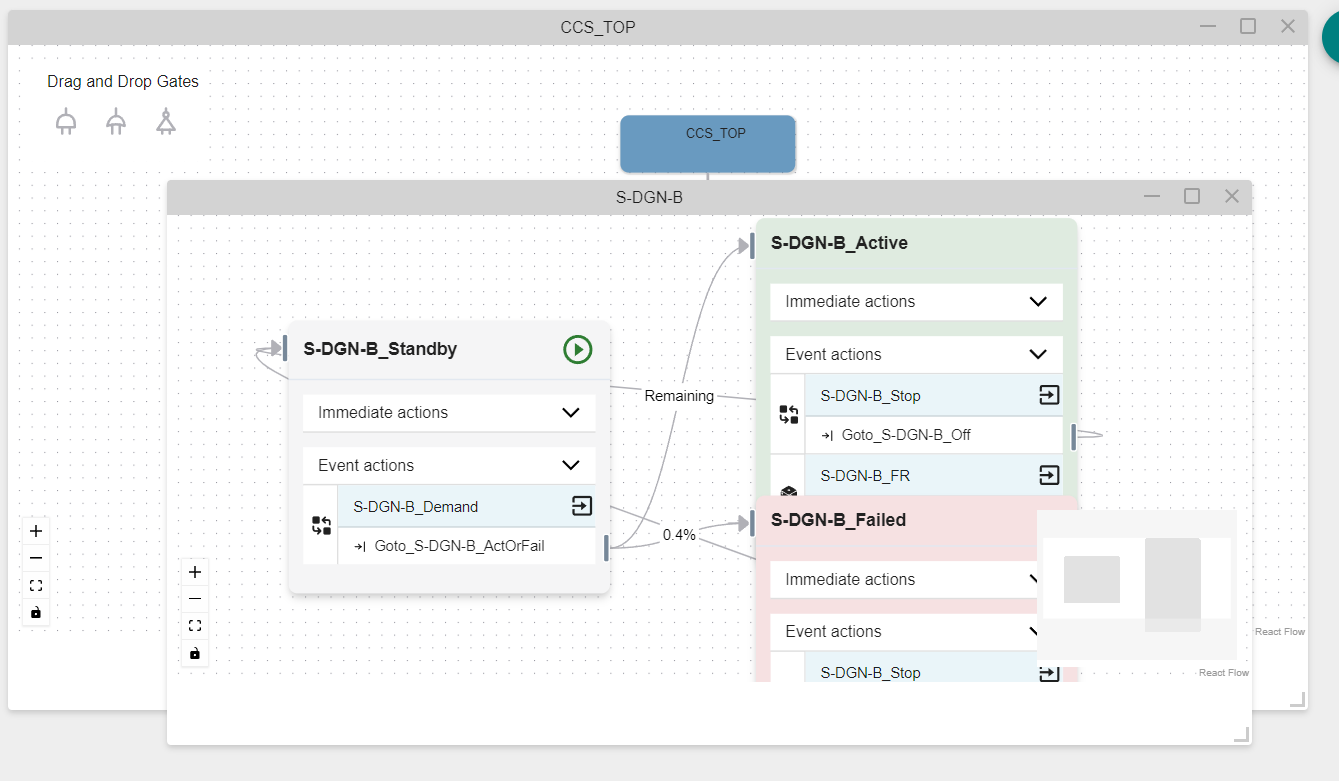 CCS_TOP
Drag and Drop Gates
CCS_TOP
S-DGN-B
S-DGN-B_Active
Immediate actions
Event actions
S-DGN-B_Stop
Goto_S-DGN-B_Off
S-DGN-B_FR
S-DGN-B_Standby
Immediate actions
Event actions
S-DGN-B_Demand
Goto_S-DGN-B_ActOrFail
Remaining
0.4%
S-DGN-B_Failed
Immediate actions
Event actions
S-DGN-B_Stop
React Flow
React Flow